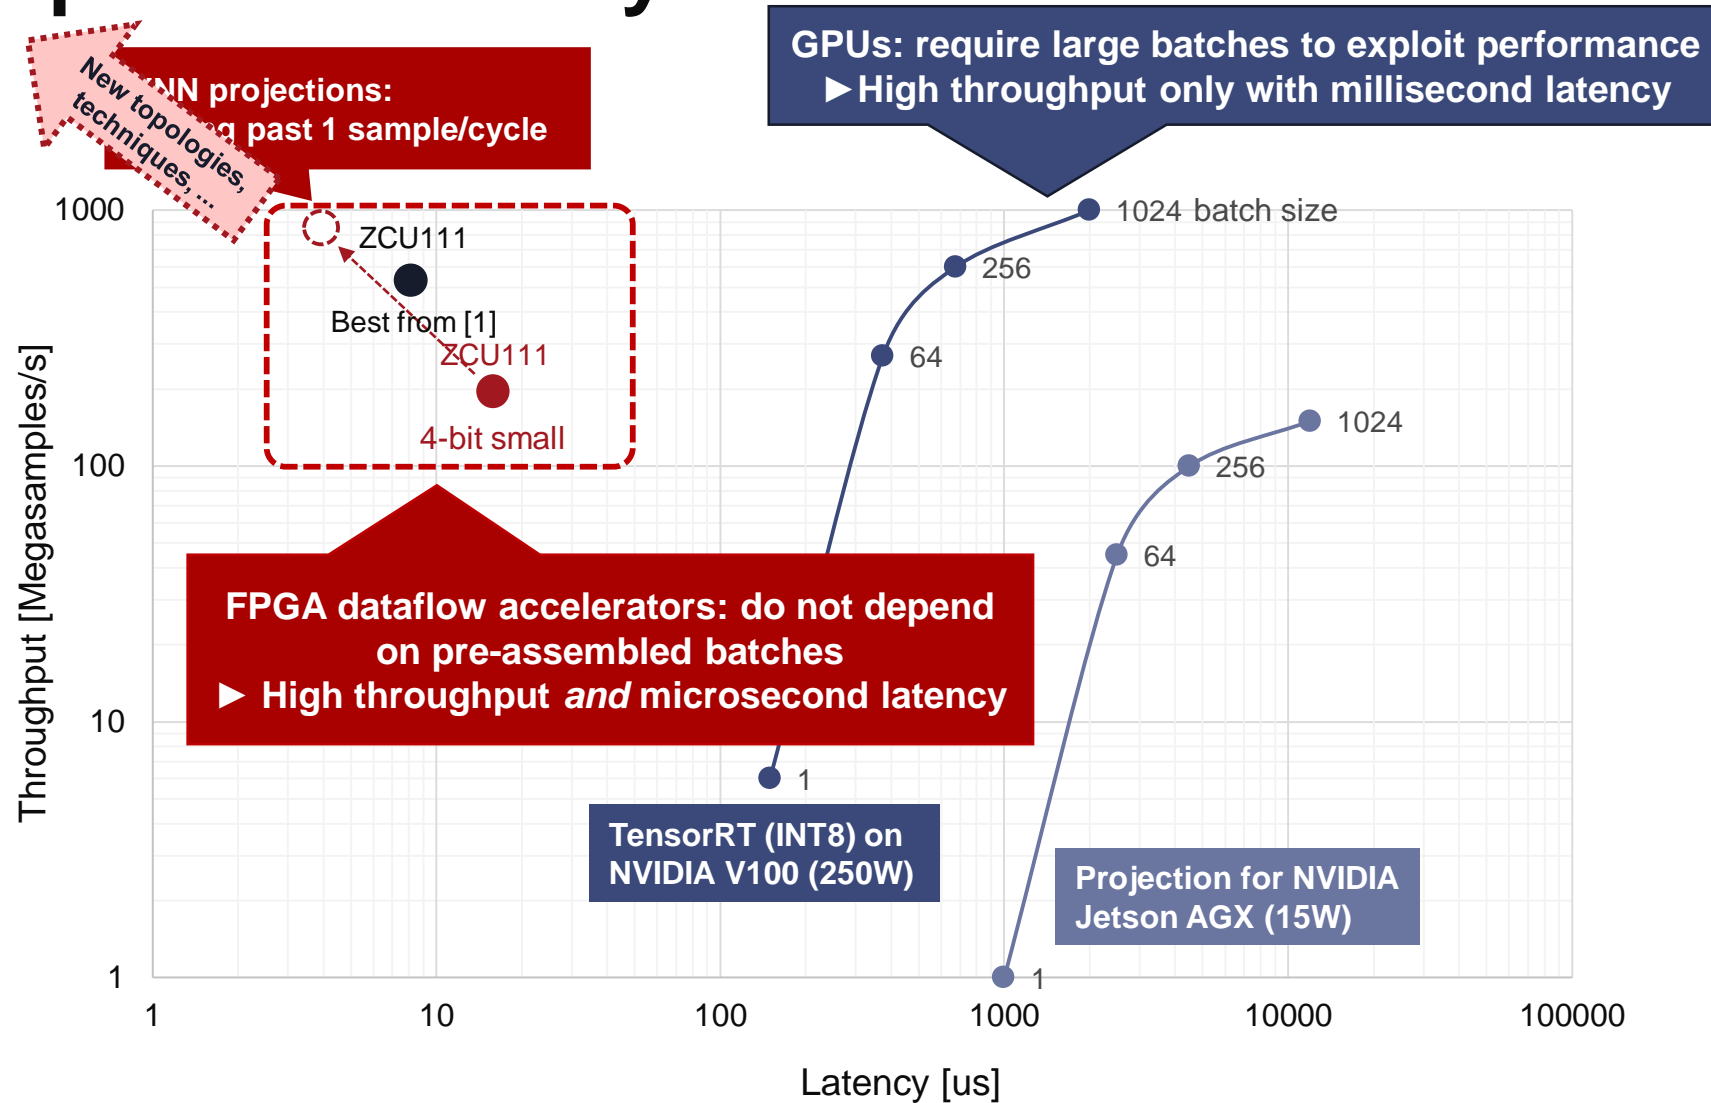 GPUs: require large batches to exploit performance
►High throughput only with millisecond latency
New topologies,
techniques, ...
NN projections:
past 1 sample/cycle
1000
100
10
1
Throughput [Megasamples/s]
ZCU111
Best from [1]
ZCU111
4-bit small
1024 batch size
256
64
1
1024
256
64
1
FPGA dataflow accelerators: do not depend
on pre-assembled batches
► High throughput and microsecond latency
TensorRT (INT8) on
NVIDIA V100 (250W)
Projection for NVIDIA
Jetson AGX (15W)
1
10
100
1000
10000
100000
Latency [us]